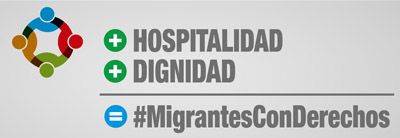 + HOSPITALIDAD
+ DIGNIDAD
= #MigrantesConDerechos